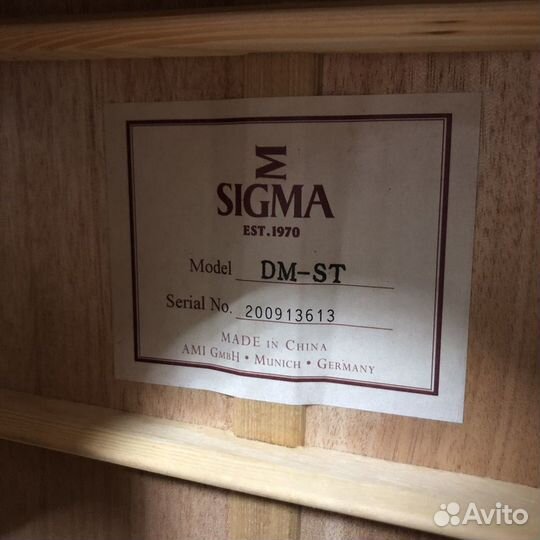 SIGMA
EST.1970
Model DM-ST
Serial No. 200913613
MADE IN CHINA
AMI GMBH • MUNICH • GERMANY
Avito